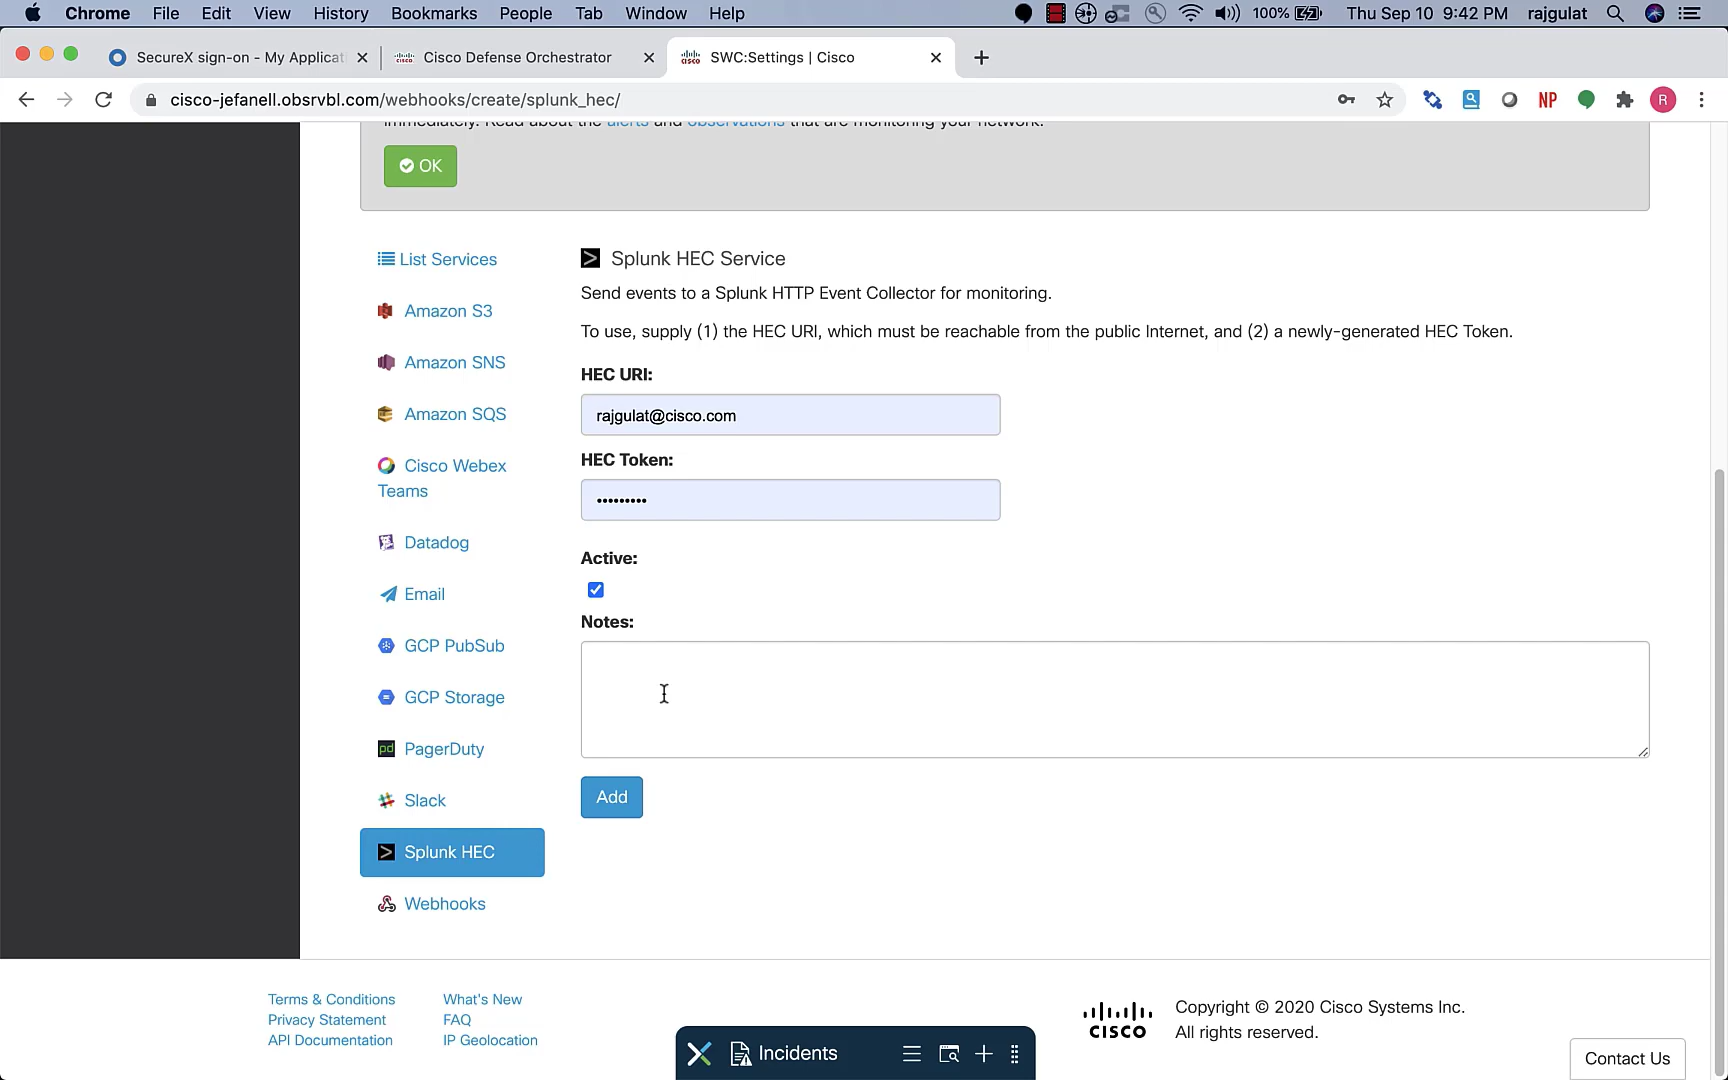 Chrome File Edit View History Bookmarks People Tab Window Help 100% Thu Sep 10 9:42 PM rajgulat
SecureX sign-on - My Applicat Cisco Defense Orchestrator SWC:Settings | Cisco
cisco-jefanell.obsrvbl.com/webhooks/create/splunk_hec/ NP R
immediately. Read about the alerts and observations that are monitoring your network.
OK
List Services
Amazon S3
Amazon SNS
Amazon SQS
Cisco Webex
Teams
Datadog
Email
GCP PubSub
GCP Storage
pd PagerDuty
Slack
Splunk HEC
Webhooks
Splunk HEC Service
Send events to a Splunk HTTP Event Collector for monitoring.
To use, supply (1) the HEC URI, which must be reachable from the public Internet, and (2) a newly-generated HEC Token.
HEC URI:
rajgulat@cisco.com
HEC Token:
•••••••••
Active:
Notes:
Add
Terms & Conditions
Privacy Statement
API Documentation
What's New
FAQ
IP Geolocation
Incidents
CISCO
Copyright © 2020 Cisco Systems Inc.
All rights reserved.
Contact Us